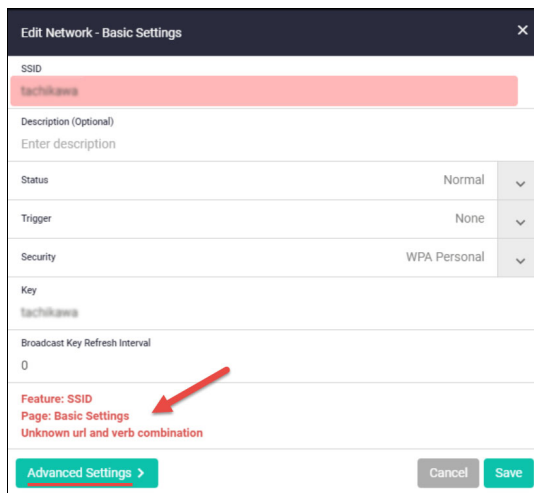 Edit Network - Basic Settings
SSID
tachikawa
Description (Optional)
Enter description
Status
Normal
Trigger
None
Security
WPA Personal
Key
tachikawa
Broadcast Key Refresh Interval
0
Feature: SSID
Page: Basic Settings
Unknown url and verb combination
Advanced Settings >
Cancel
Save